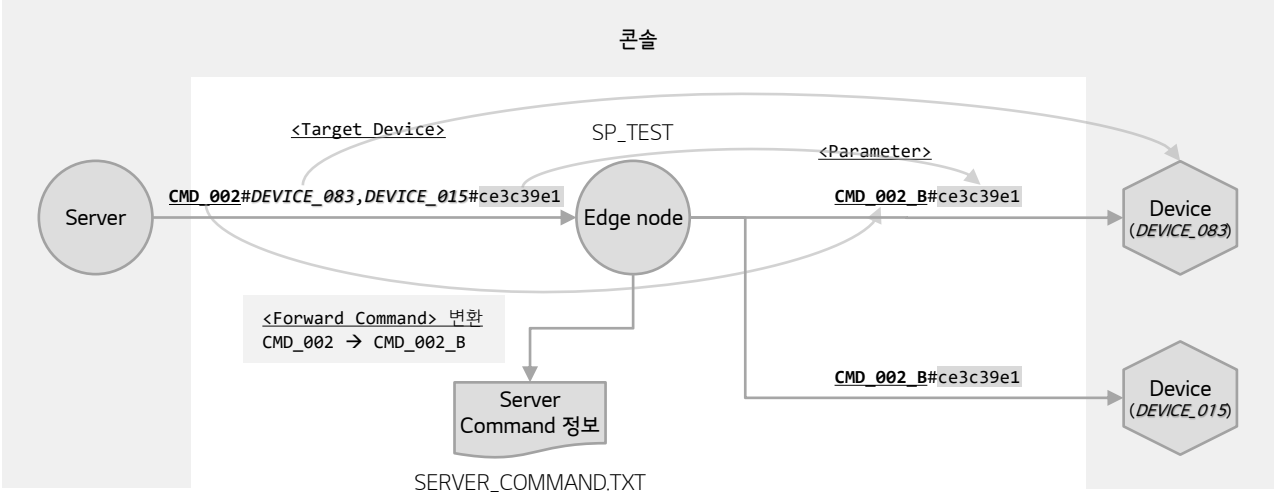 콘솔
<Target Device>
SP_TEST
<Parameter>
CMD_002#DEVICE_083,DEVICE_015#ce3c39e1
CMD_002_B#ce3c39e1
Server
Edge node
Device
(DEVICE_083)
<Forward Command> 변환
CMD_002 → CMD_002_B
CMD_002_B#ce3c39e1
Device
(DEVICE_015)
Server
Command 정보
SERVER_COMMAND.TXT